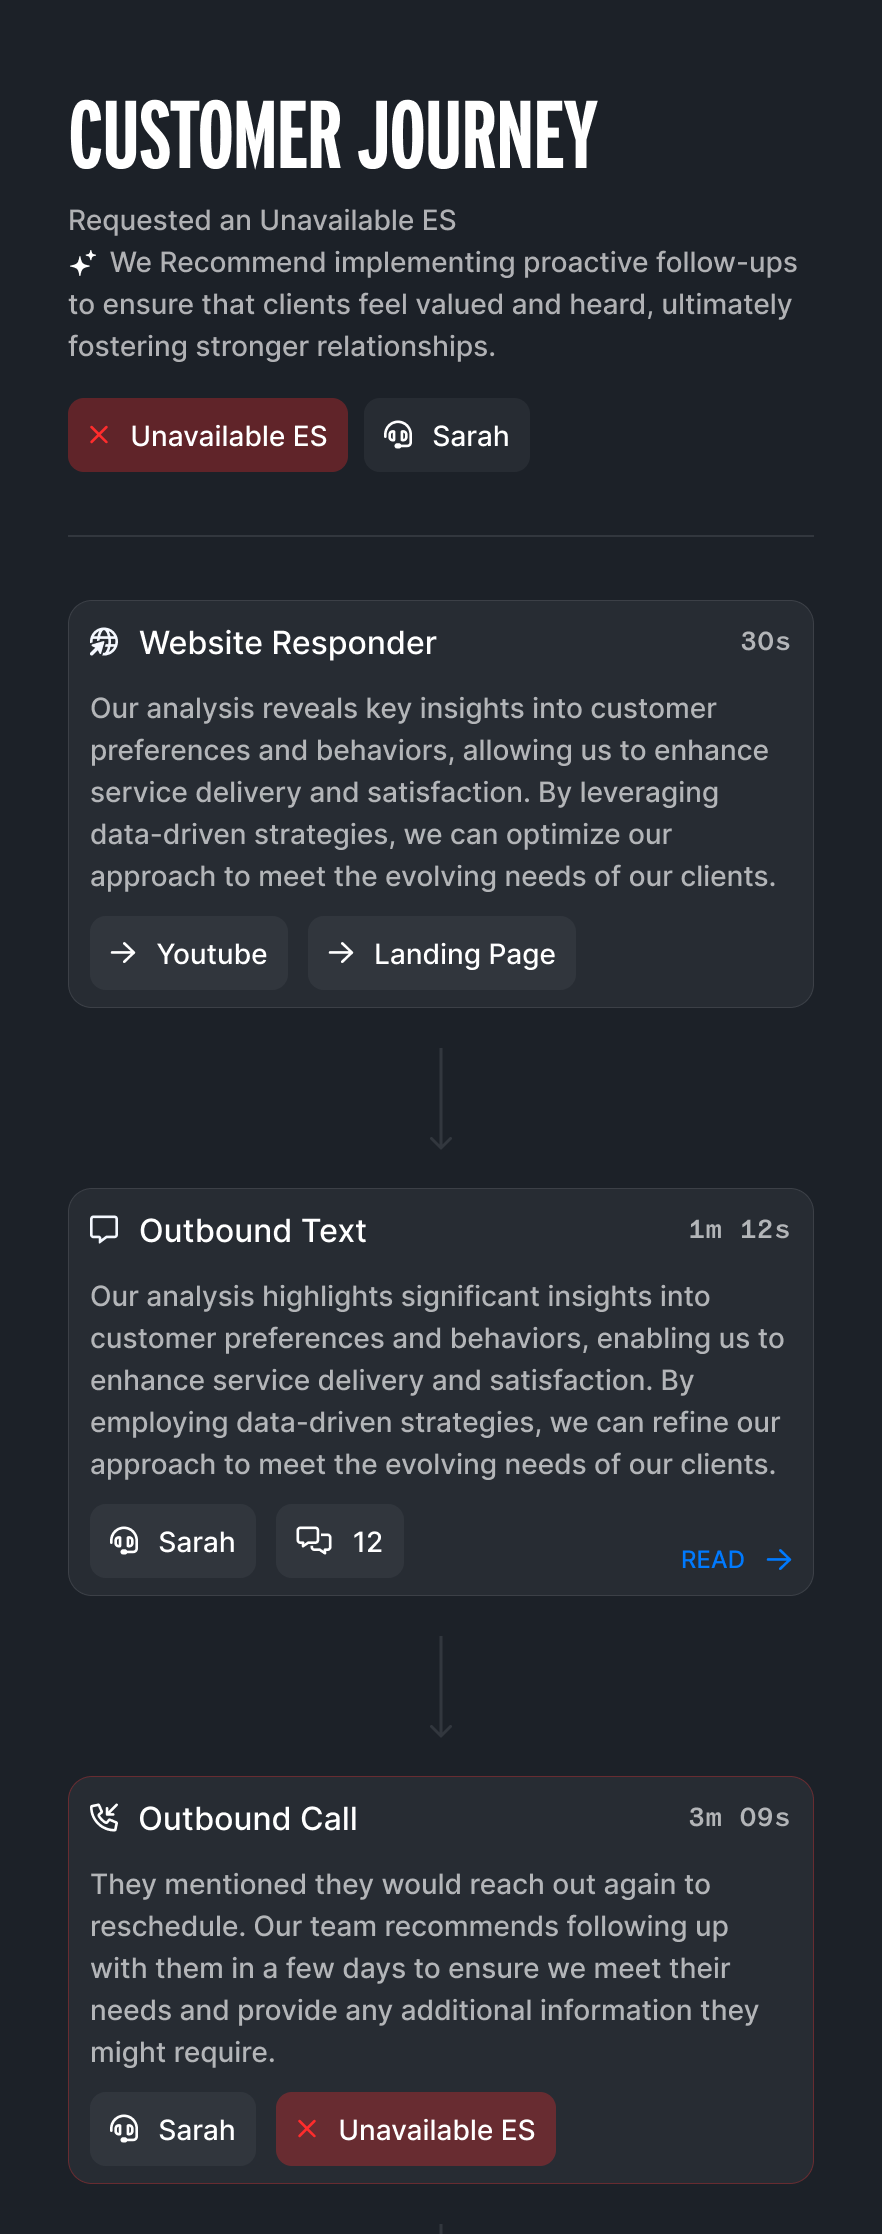 CUSTOMER JOURNEY
Requested an Unavailable ES
We Recommend implementing proactive follow-ups
to ensure that clients feel valued and heard, ultimately
fostering stronger relationships.
Unavailable ES
Sarah
Website Responder
30s
Our analysis reveals key insights into customer
preferences and behaviors, allowing us to enhance
service delivery and satisfaction. By leveraging
data-driven strategies, we can optimize our
approach to meet the evolving needs of our clients.
Youtube
Landing Page
Outbound Text
1m 12s
Our analysis highlights significant insights into
customer preferences and behaviors, enabling us to
enhance service delivery and satisfaction. By
employing data-driven strategies, we can refine our
approach to meet the evolving needs of our clients.
Sarah
12
READ
Outbound Call
3m 09s
They mentioned they would reach out again to
reschedule. Our team recommends following up
with them in a few days to ensure we meet their
needs and provide any additional information they
might require.
Sarah
Unavailable ES